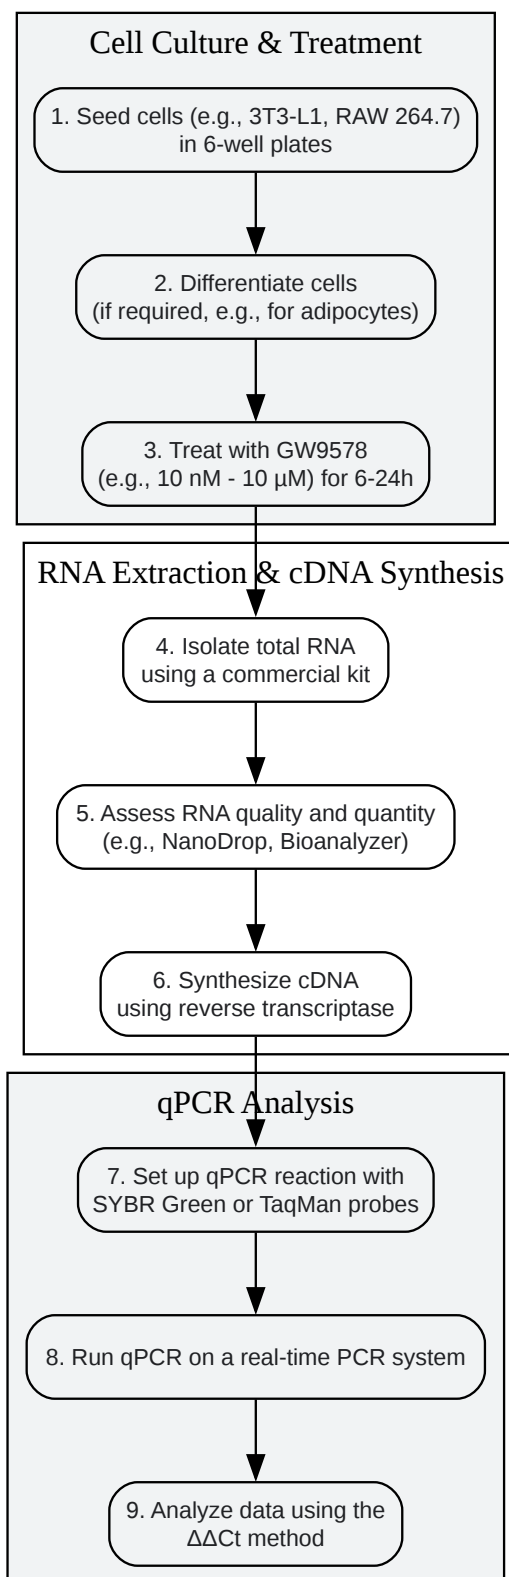 Cell Culture & Treatment
1. Seed cells (e.g., 3T3-L1, RAW 264.7)
in 6-well plates
2. Differentiate cells
(if required, e.g., for adipocytes)
3. Treat with GW9578
(e.g., 10 nM - 10 µM) for 6-24h
RNA Extraction & cDNA Synthesis
4. Isolate total RNA
using a commercial kit
5. Assess RNA quality and quantity
(e.g., NanoDrop, Bioanalyzer)
6. Synthesize cDNA
using reverse transcriptase
qPCR Analysis
7. Set up qPCR reaction with
SYBR Green or TaqMan probes
8. Run qPCR on a real-time PCR system
9. Analyze data using the
ΔΔCt method